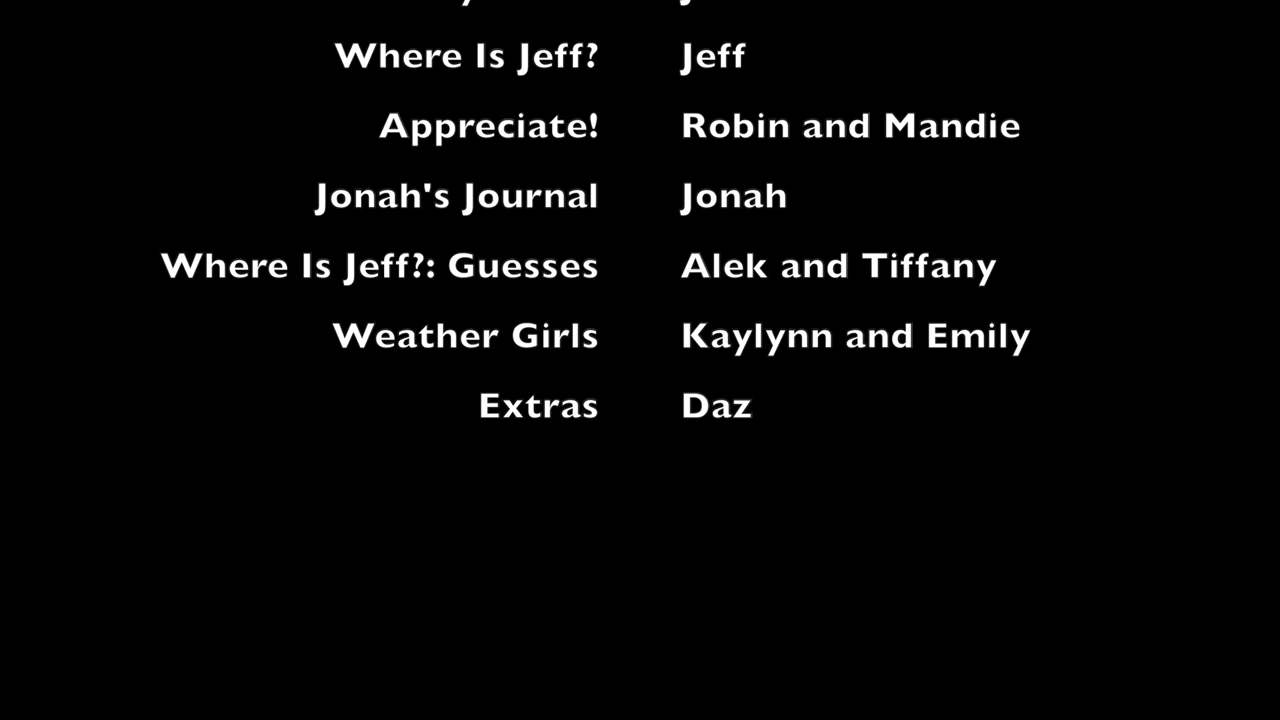 Where Is Jeff? Jeff
Appreciate! Robin and Mandie
Jonah's Journal Jonah
Where Is Jeff?: Guesses Alek and Tiffany
Weather Girls Kaylynn and Emily
Extras Daz